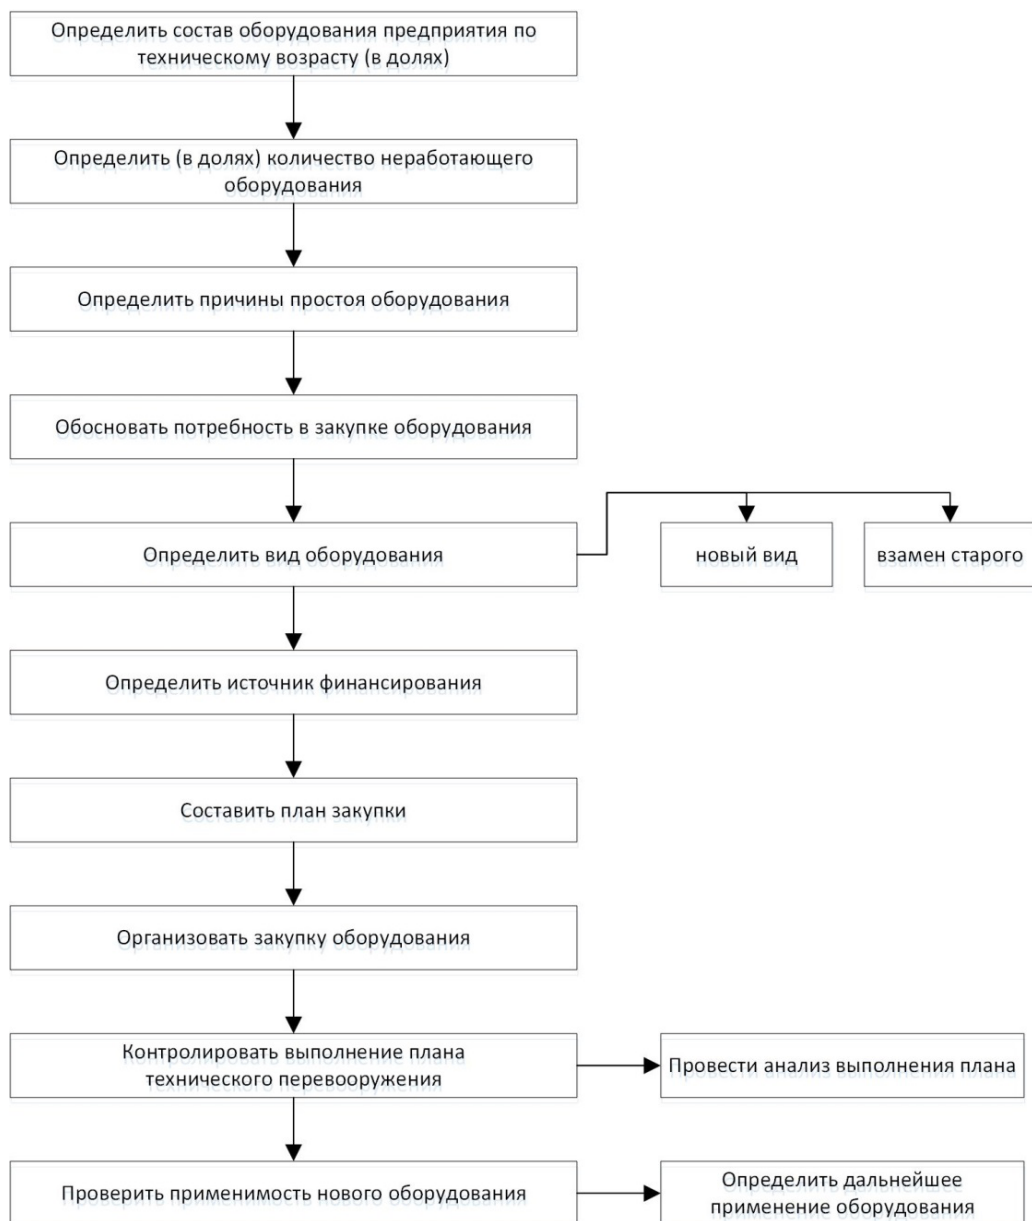 Определить состав оборудования предприятия по
техническому возрасту (в долях)
Определить (в долях) количество неработающего
оборудования
Определить причины простоя оборудования
Обосновать потребность в закупке оборудования
Определить вид оборудования
новый вид
взамен старого
Определить источник финансирования
Составить план закупки
Организовать закупку оборудования
Контролировать выполнение плана
технического перевооружения
Провести анализ выполнения плана
Проверить применимость нового оборудования
Определить дальнейшее
применение оборудования